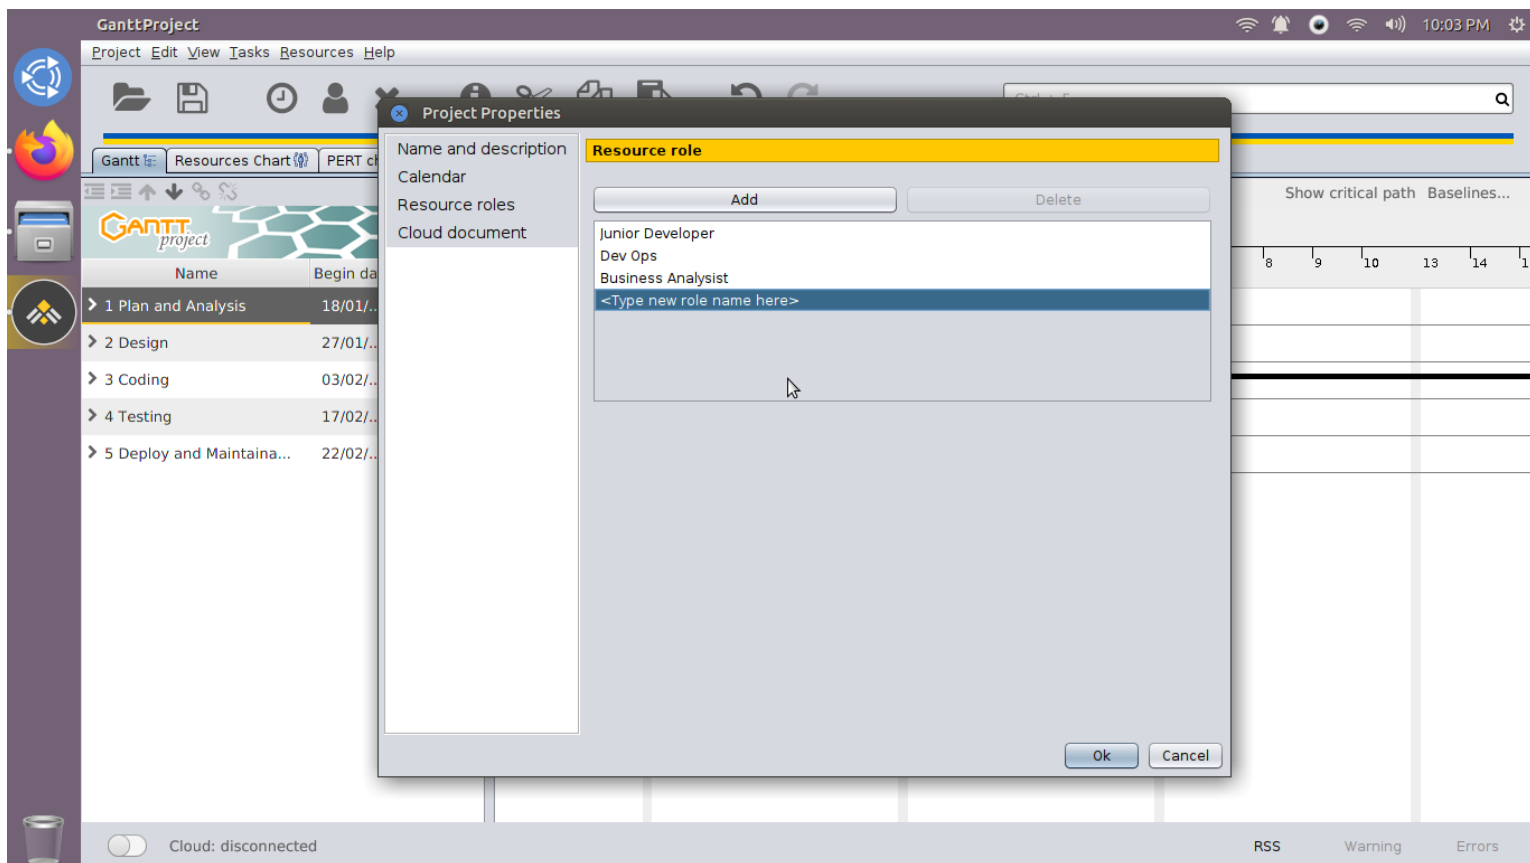 GanttProject
10:03 PM
Project Edit View Tasks Resources Help
Project Properties
Name and description
Resource role
Gantt
Resources Chart
PERT
Calendar
Add
Delete
Show critical path
Baselines...
Resource roles
GANTT
project
Cloud document
Junior Developer
Dev Ops
8 9 10 13 14
Name
Begin da
Business Analysist
<Type new role name here>
1 Plan and Analysis
18/01/..
2 Design
27/01/..
3 Coding
03/02/..
4 Testing
17/02/..
5 Deploy and Maintaina...
22/02/..
Ok
Cancel
Cloud: disconnected
RSS
Warning
Errors